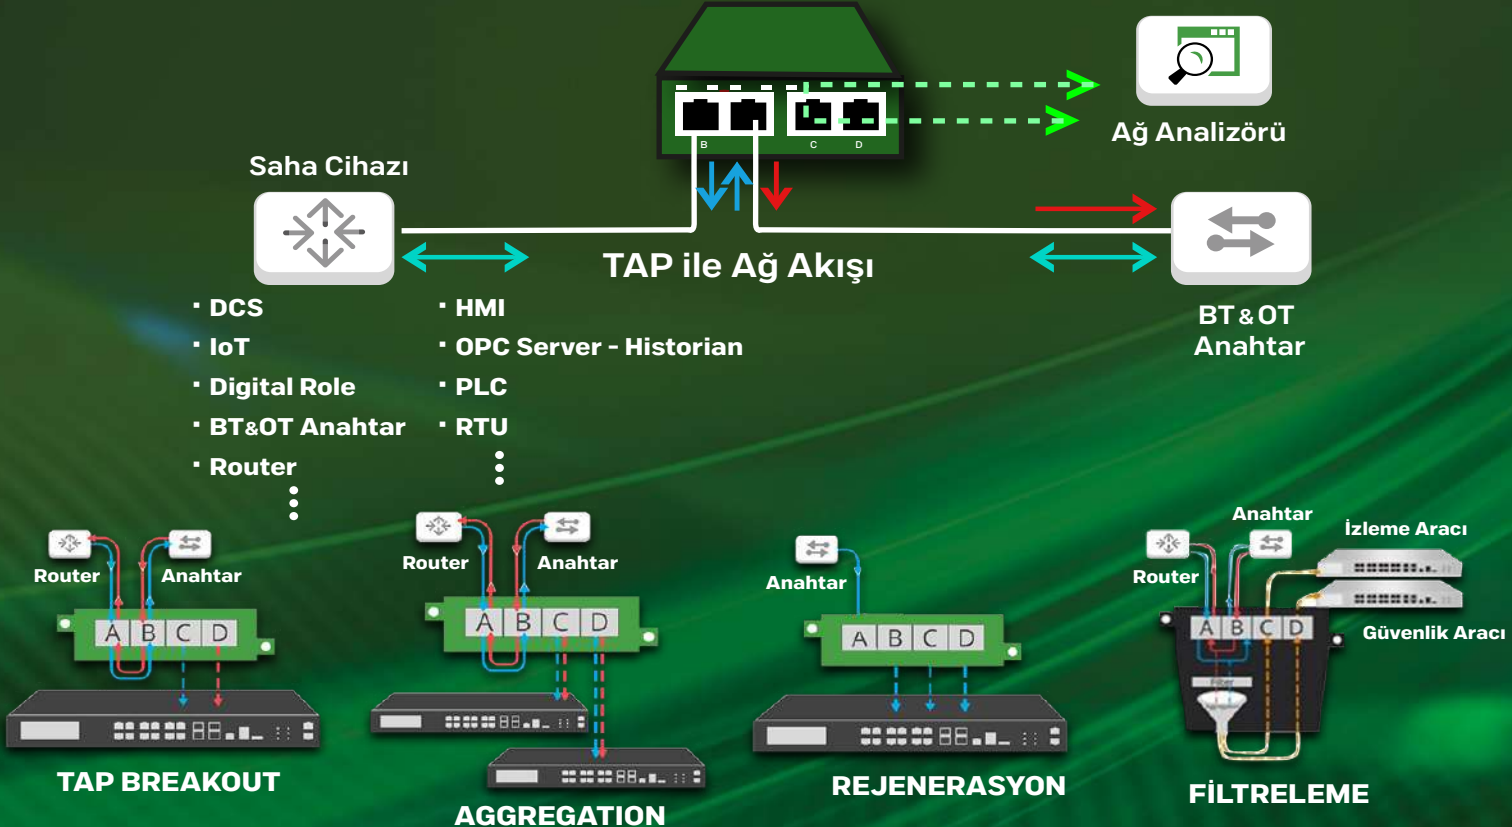 B
C
D
Ağ Analizörü
Saha Cihazı
TAP ile Ağ Akışı
BT&OT
Anahtar
· DCS
· IoT
· Digital Role
· BT&OT Anahtar
· Router
· HMI
· OPC Server - Historian
· PLC
· RTU
Router
Anahtar
A B C D
TAP BREAKOUT
Router
Anahtar
A B C D
AGGREGATION
Anahtar
A B C D
REJENERASYON
Anahtar
Router
İzleme Aracı
Güvenlik Aracı
A B C D
Filter
FİLTRELEME